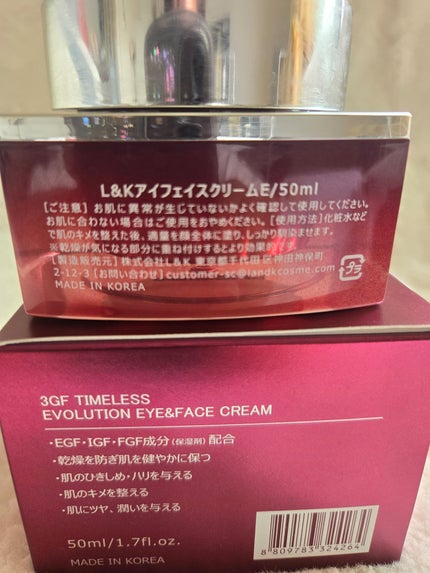 L&KアイフェイスクリームE/50ml
[ご注意] お肌に異常が生じていないかよく確認して使用してください。
お肌に合わない場合はご使用をおやめください。[使用方法] 化粧水など
で肌のキメを整えた後、適量を顔全体に塗り、しっかり馴染ませます。
※乾燥が気になる部分に重ね付けするとより効果的です。
[製造販売元] 株式会社L&K 東京都千代田区神田神保町
2-12-3 [お問い合わせ] customer-sc@landkcosme.com
MADE IN KOREA
プラ
3GF TIMELESS
EVOLUTION EYE&FACE CREAM
・EGF・IGF・FGF成分(保湿剤) 配合
・乾燥を防ぎ肌を健やかに保つ
・肌のひきしめ・ハリを与える
・肌のキメを整える
・肌にツヤ、潤いを与える
50ml/1.7fl.oz.
MADE IN KOREA
8 809783 324264